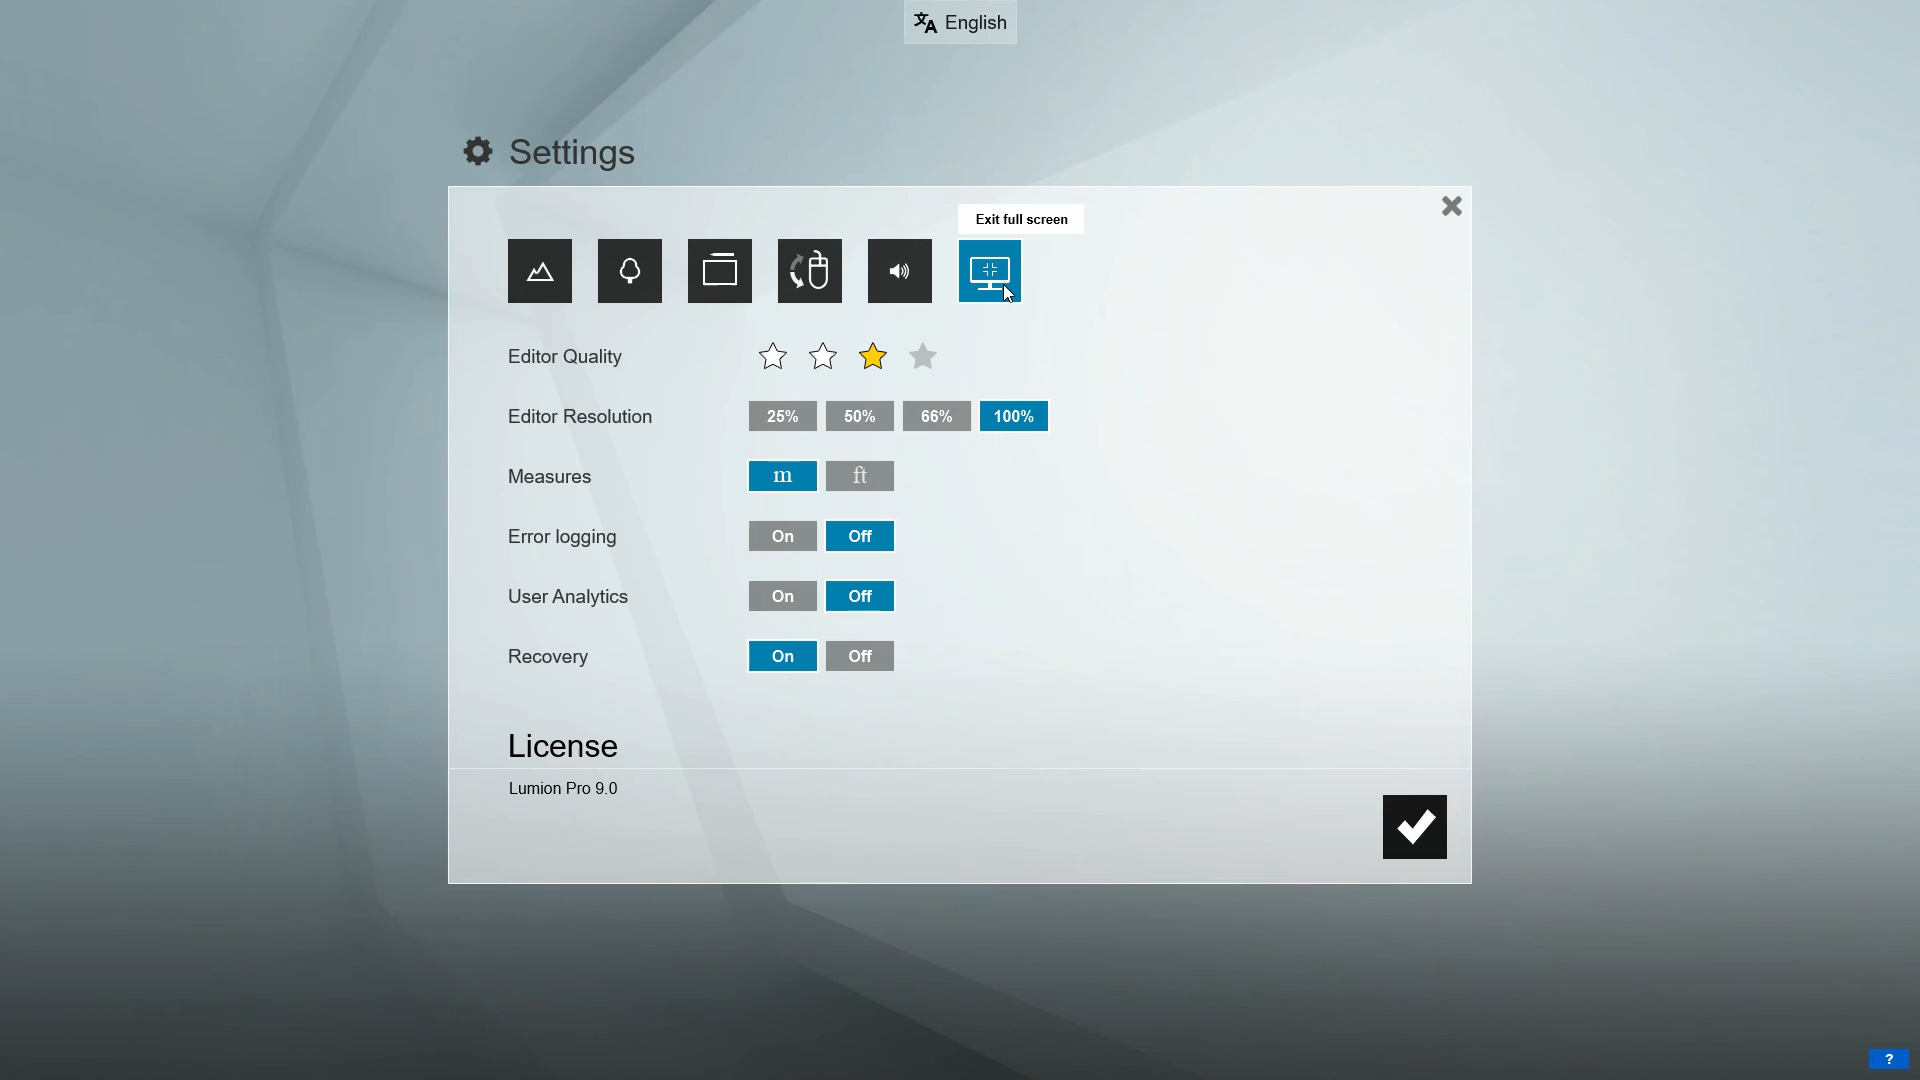 English
Settings
Exit full screen
Editor Quality
Editor Resolution 25% 50% 66% 100%
Measures m ft
Error logging On Off
User Analytics On Off
Recovery On Off
License
Lumion Pro 9.0
?